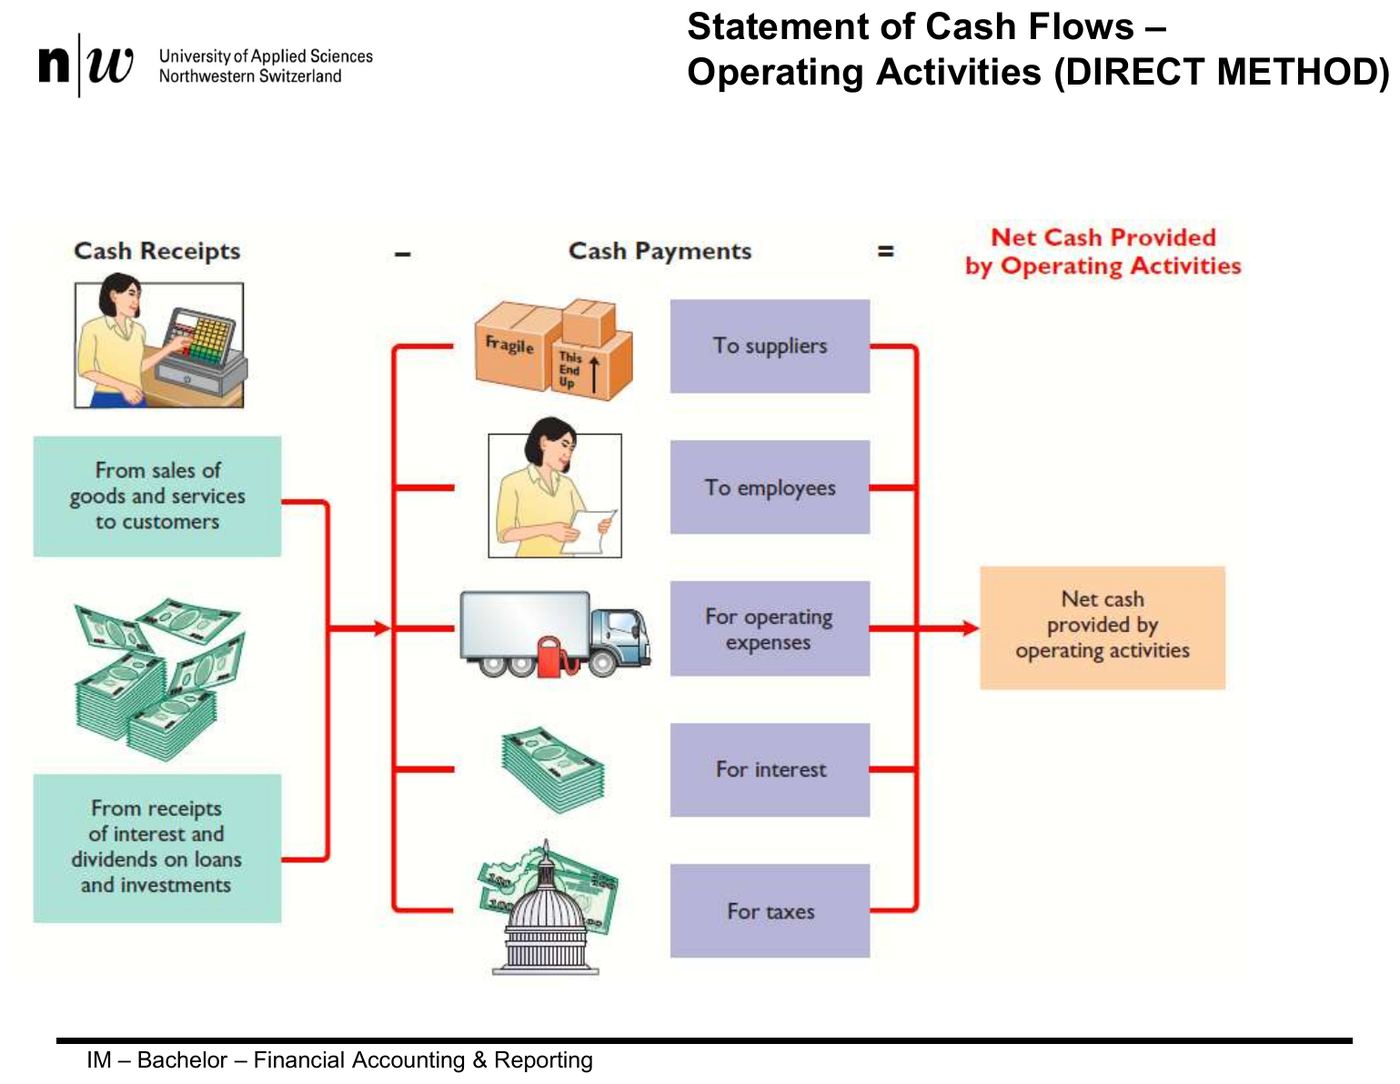 n|w
University of Applied Sciences
Northwestern Switzerland
Statement of Cash Flows –
Operating Activities (DIRECT METHOD)
Cash Receipts
–
Cash Payments
=
Net Cash Provided
by Operating Activities
From sales of
goods and services
to customers
From receipts
of interest and
dividends on loans
and investments
Fragile
This
End
Up
To suppliers
To employees
For operating
expenses
For interest
100
100
For taxes
Net cash
provided by
operating activities
IM – Bachelor – Financial Accounting & Reporting